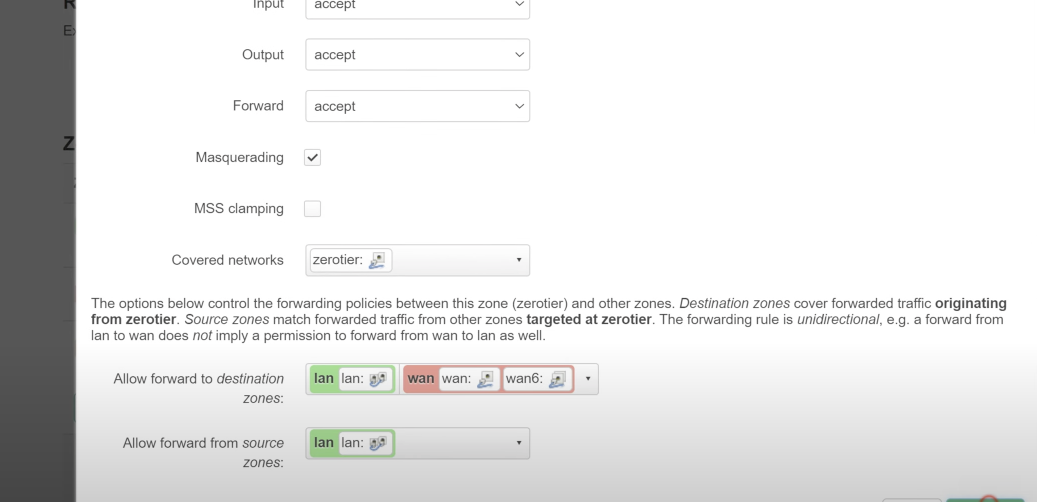 Input
accept
Output
accept
Forward
accept
Masquerading
MSS clamping
Covered networks
zerotier:
The options below control the forwarding policies between this zone (zerotier) and other zones. Destination zones cover forwarded traffic originating
from zerotier. Source zones match forwarded traffic from other zones targeted at zerotier. The forwarding rule is unidirectional, e.g. a forward from
lan to wan does not imply a permission to forward from wan to lan as well.
Allow forward to destination
zones:
lan lan: wan wan: wan6:
Allow forward from source
zones:
lan lan: